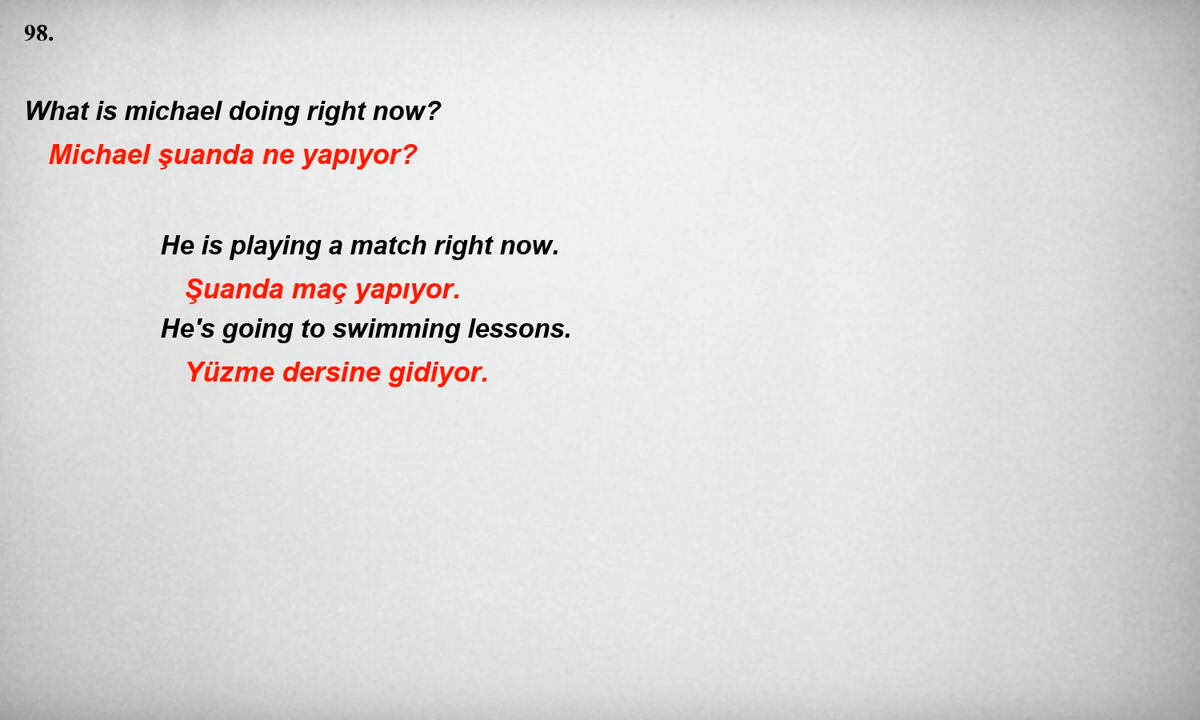 98.
What is michael doing right now?
Michael şuanda ne yapıyor?
He is playing a match right now.
Şuanda maç yapıyor.
He's going to swimming lessons.
Yüzme dersine gidiyor.